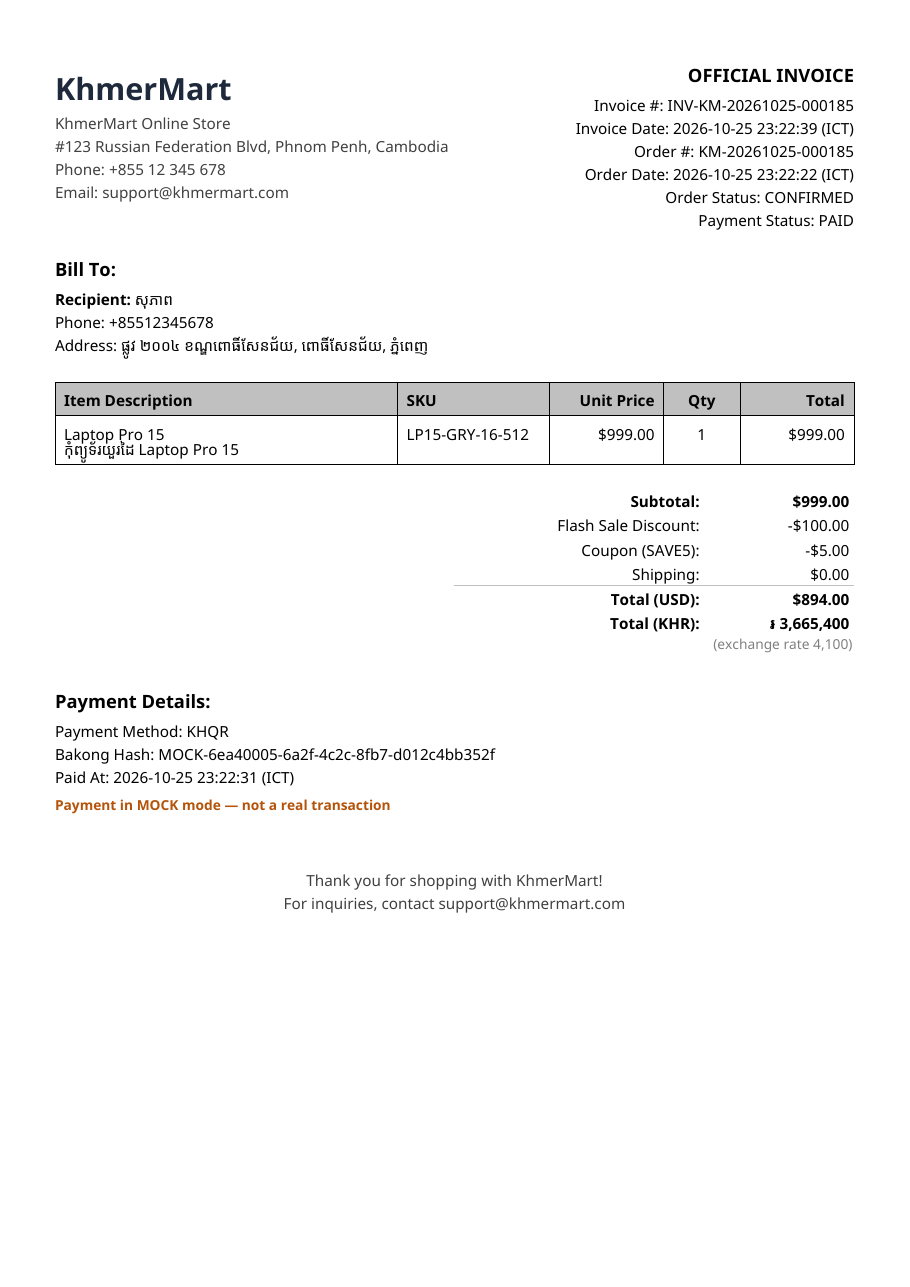 KhmerMart
KhmerMart Online Store
#123 Russian Federation Blvd, Phnom Penh, Cambodia
Phone: +855 12 345 678
Email: support@khmermart.com
OFFICIAL INVOICE
Invoice #: INV-KM-20261025-000185
Invoice Date: 2026-10-25 23:22:39 (ICT)
Order #: KM-20261025-000185
Order Date: 2026-10-25 23:22:22 (ICT)
Order Status: CONFIRMED
Payment Status: PAID
Bill To:
Recipient: សុភាព
Phone: +85512345678
Address: ផ្លូវ ២០០៤ ខណ្ឌពោធិ៍សែនជ័យ, ពោធិ៍សែនជ័យ, ភ្នំពេញ
Item Description SKU Unit Price Qty Total
Laptop Pro 15 LP15-GRY-16-512 $999.00 1 $999.00
កុំព្យូទ័រយួរដៃ Laptop Pro 15
Subtotal: $999.00
Flash Sale Discount: -$100.00
Coupon (SAVE5): -$5.00
Shipping: $0.00
Total (USD): $894.00
Total (KHR): ៛ 3,665,400
(exchange rate 4,100)
Payment Details:
Payment Method: KHQR
Bakong Hash: MOCK-6ea40005-6a2f-4c2c-8fb7-d012c4bb352f
Paid At: 2026-10-25 23:22:31 (ICT)
Payment in MOCK mode — not a real transaction
Thank you for shopping with KhmerMart!
For inquiries, contact support@khmermart.com